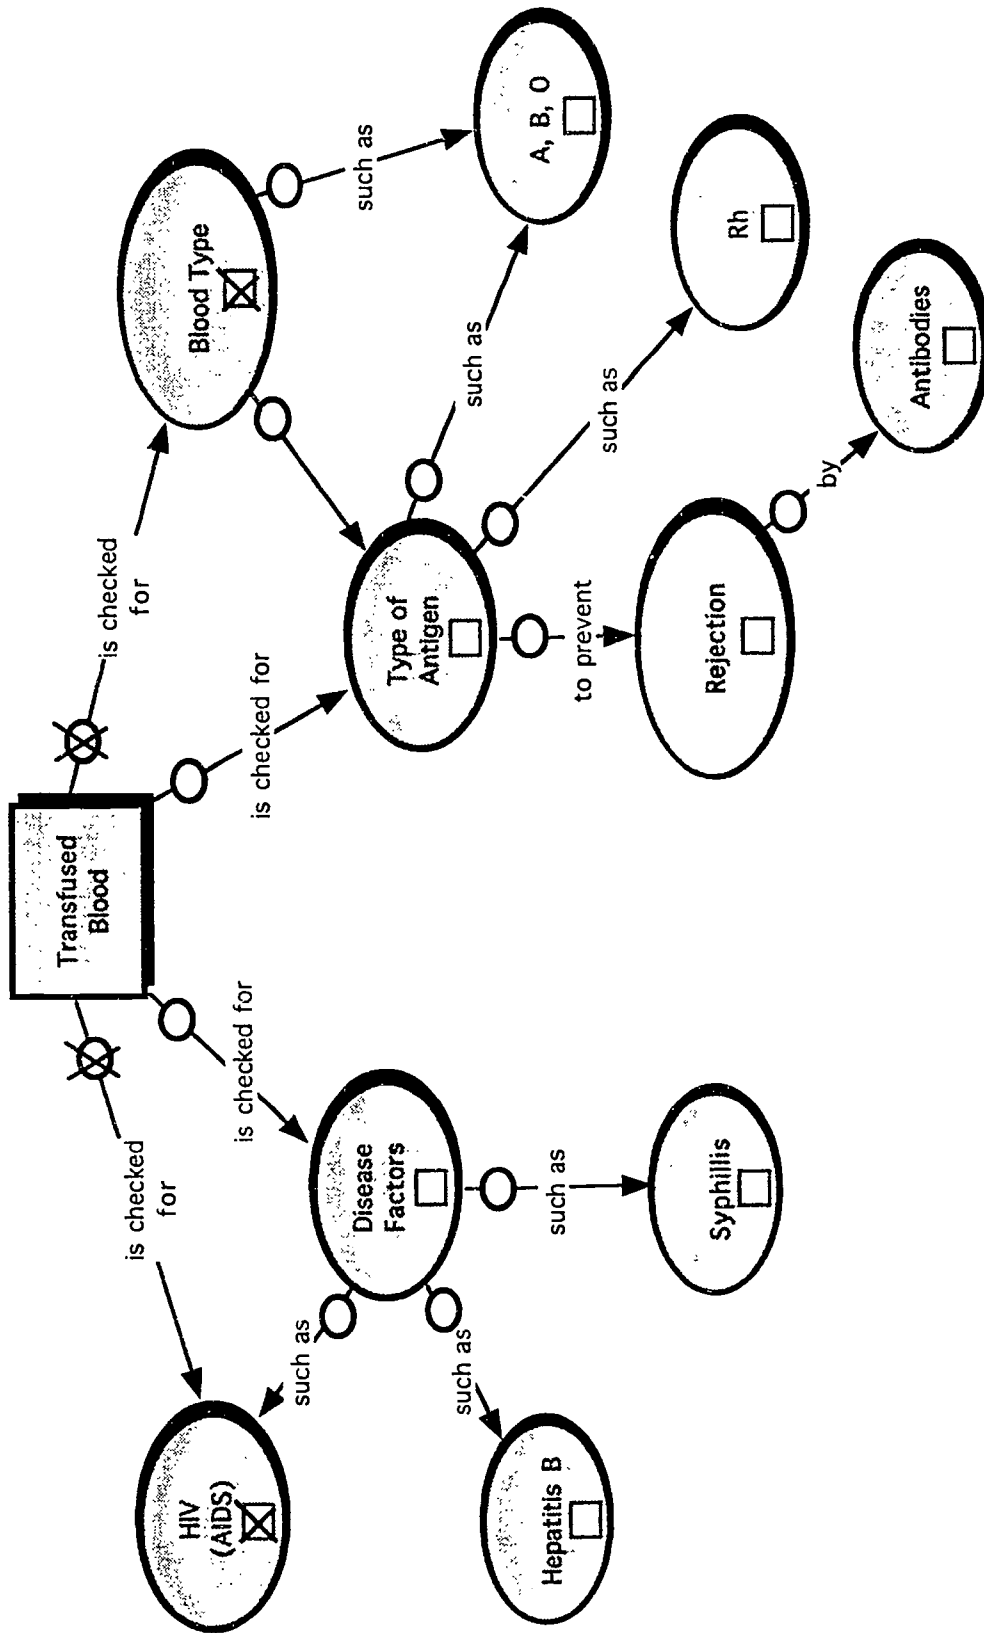 Transfused
Blood
is checked
for
is checked for
is checked for
is checked
for
HIV
(AIDS)
Disease
Factors
Type of
Antigen
Blood Type
such as
such as
such as
to prevent
such as
such as
such as
Hepatitis B
Syphillis
Rejection
by
Antibodies
Rh
A, B, O